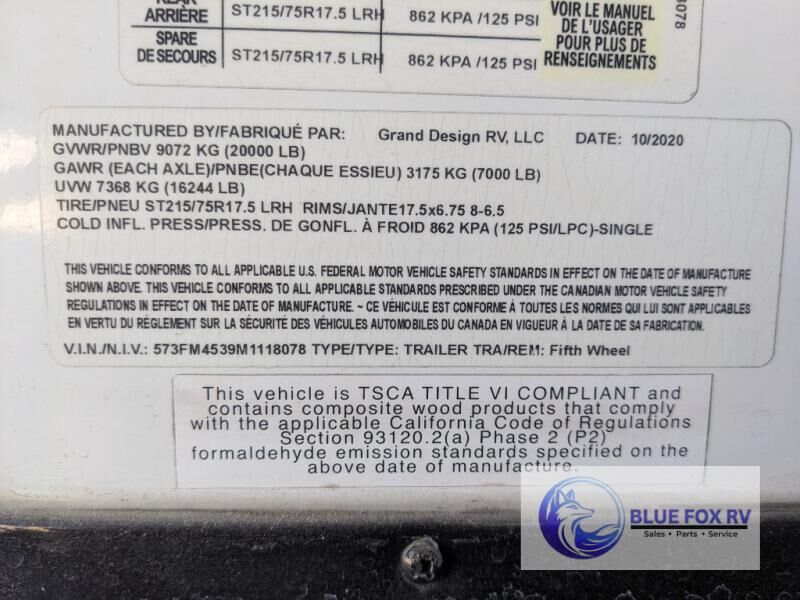 ARRIÈRE ST215/75R17.5 LRH 862 KPA /125 PSI
SPARE
DE SECOURS ST215/75R17.5 LRH 862 KPA /125 PSI
VOIR LE MANUEL
DE L'USAGER
POUR PLUS DE
RENSEIGNEMENTS
8078
MANUFACTURED BY/FABRIQUÉ PAR: Grand Design RV, LLC DATE: 10/2020
GVWR/PNBV 9072 KG (20000 LB)
GAWR (EACH AXLE)/PNBE(CHAQUE ESSIEU) 3175 KG (7000 LB)
UVW 7368 KG (16244 LB)
TIRE/PNEU ST215/75R17.5 LRH RIMS/JANTE17.5x6.75 8-6.5
COLD INFL. PRESS/PRESS. DE GONFL. À FROID 862 KPA (125 PSI/LPC)-SINGLE
THIS VEHICLE CONFORMS TO ALL APPLICABLE U.S. FEDERAL MOTOR VEHICLE SAFETY STANDARDS IN EFFECT ON THE DATE OF MANUFACTURE
SHOWN ABOVE. THIS VEHICLE CONFORMS TO ALL APPLICABLE STANDARDS PRESCRIBED UNDER THE CANADIAN MOTOR VEHICLE SAFETY
REGULATIONS IN EFFECT ON THE DATE OF MANUFACTURE. ~ CE VÉHICULE EST CONFORME À TOUTES LES NORMES QUI LUI SONT APPLICABLES
EN VERTU DU RÉGLEMENT SUR LA SÉCURITÉ DES VÉHICULES AUTOMOBILES DU CANADA EN VIGUEUR À LA DATE DE SA FABRICATION.
V.I.N./N.I.V.: 573FM4539M1118078 TYPE/TYPE: TRAILER TRA/REM: Fifth Wheel
This vehicle is TSCA TITLE VI COMPLIANT and
contains composite wood products that comply
with the applicable California Code of Regulations
Section 93120.2(a) Phase 2 (P2)
formaldehyde emission standards specified on the
above date of manufacture.
BLUE FOX RV
Sales • Parts • Service